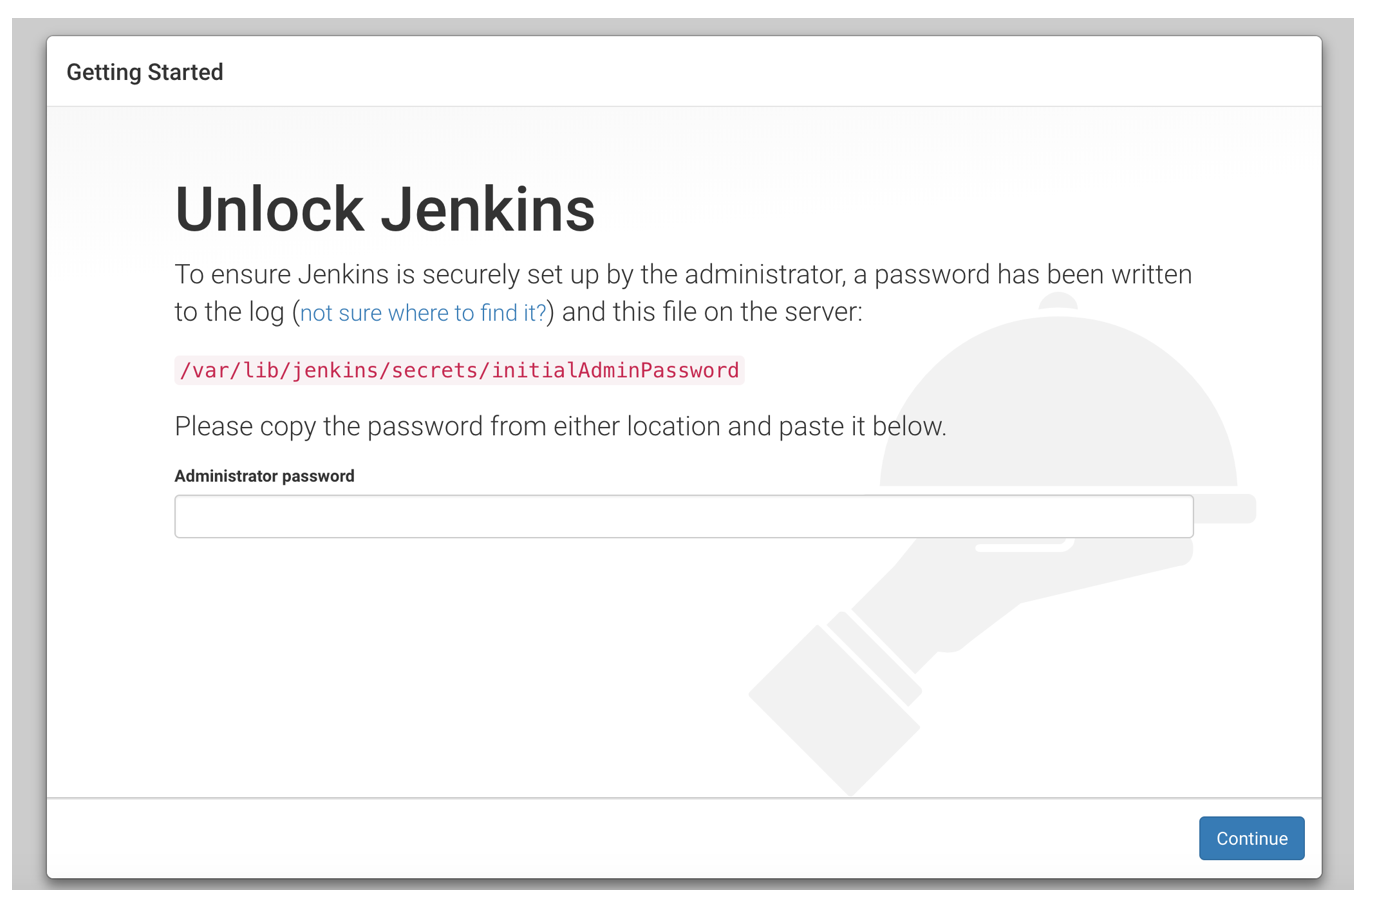 Getting Started
Unlock Jenkins
To ensure Jenkins is securely set up by the administrator, a password has been written
to the log (not sure where to find it?) and this file on the server:
/var/lib/jenkins/secrets/initialAdminPassword
Please copy the password from either location and paste it below.
Administrator password
Continue